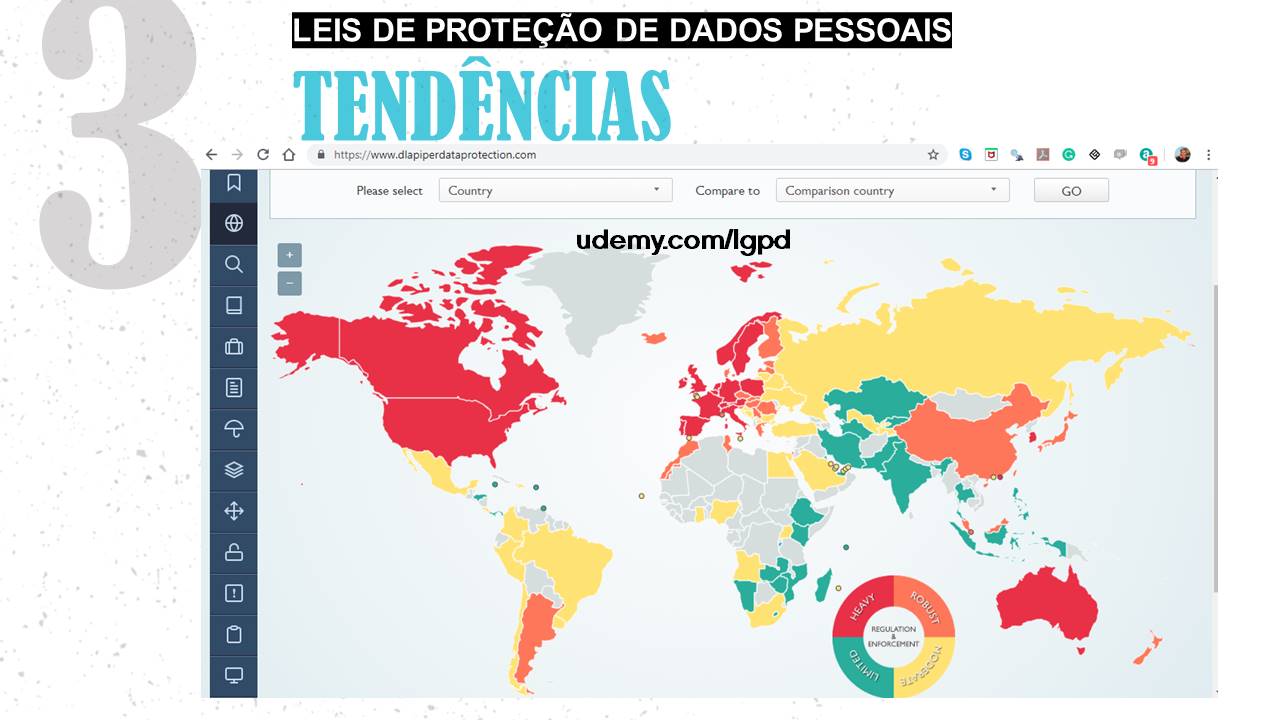 3
LEIS DE PROTEÇÃO DE DADOS PESSOAIS
TENDÊNCIAS
https://www.dlapiperdataprotection.com
9
Please select Country Compare to Comparison country GO
udemy.com/lgpd
+
−
HEAVY ROBUST
REGULATION
&
ENFORCEMENT
LIMITED MODERATE